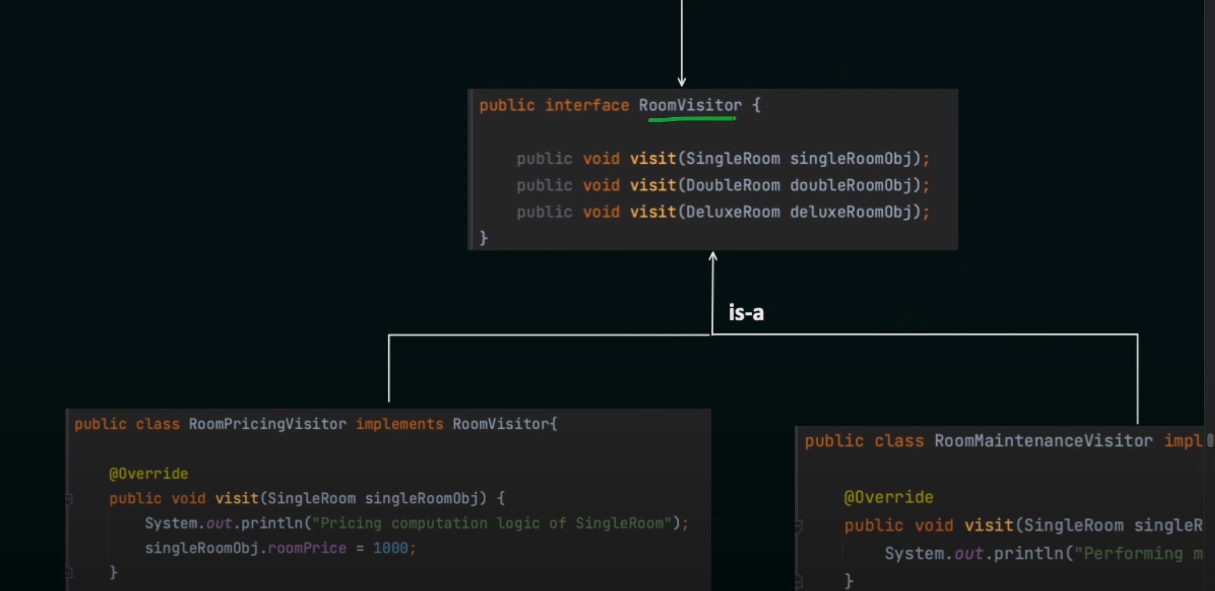 public interface RoomVisitor {
public void visit(SingleRoom singleRoomObj);
public void visit(DoubleRoom doubleRoomObj);
public void visit(DeluxeRoom deluxeRoomObj);
}
is-a
public class RoomPricingVisitor implements RoomVisitor{
@Override
public void visit(SingleRoom singleRoomObj) {
System.out.println("Pricing computation logic of SingleRoom");
singleRoomObj.roomPrice = 1000;
}
public class RoomMaintenanceVisitor impl
@Override
public void visit(SingleRoom singleR
System.out.println("Performing m
}